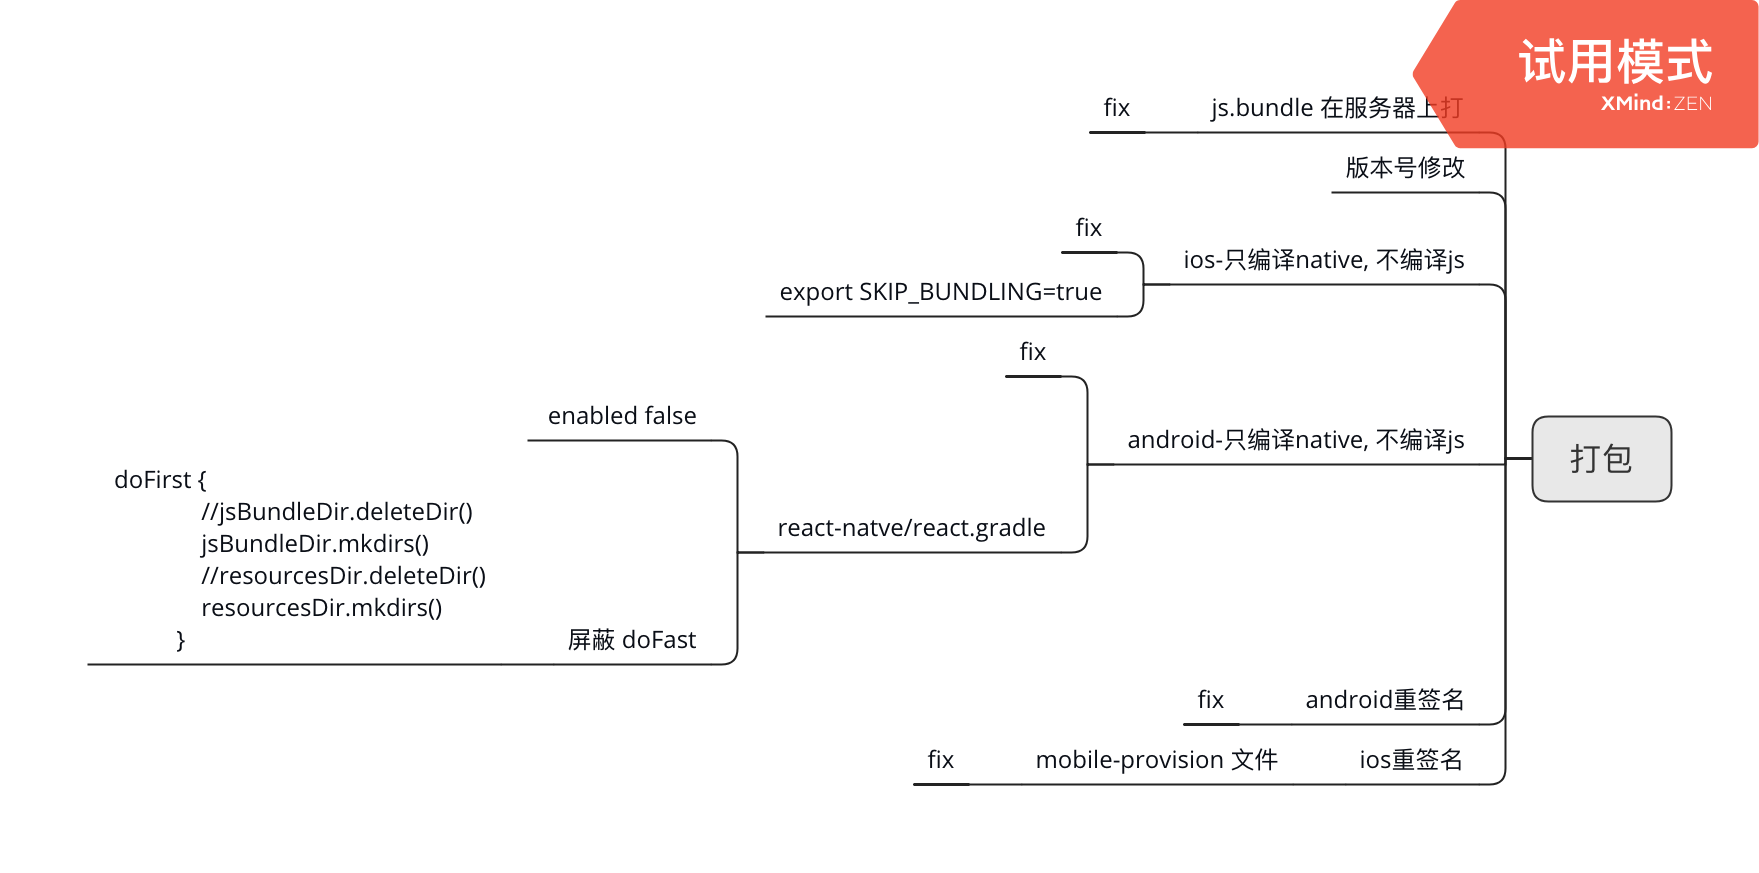 试用模式
XMind:ZEN
fix
js.bundle 在服务器上打
版本号修改
fix
ios-只编译native, 不编译js
export SKIP_BUNDLING=true
fix
enabled false
android-只编译native, 不编译js
打包
doFirst {
//jsBundleDir.deleteDir()
jsBundleDir.mkdirs()
//resourcesDir.deleteDir()
resourcesDir.mkdirs()
}
屏蔽 doFast
react-natve/react.gradle
fix
android重签名
fix
mobile-provision 文件
ios重签名